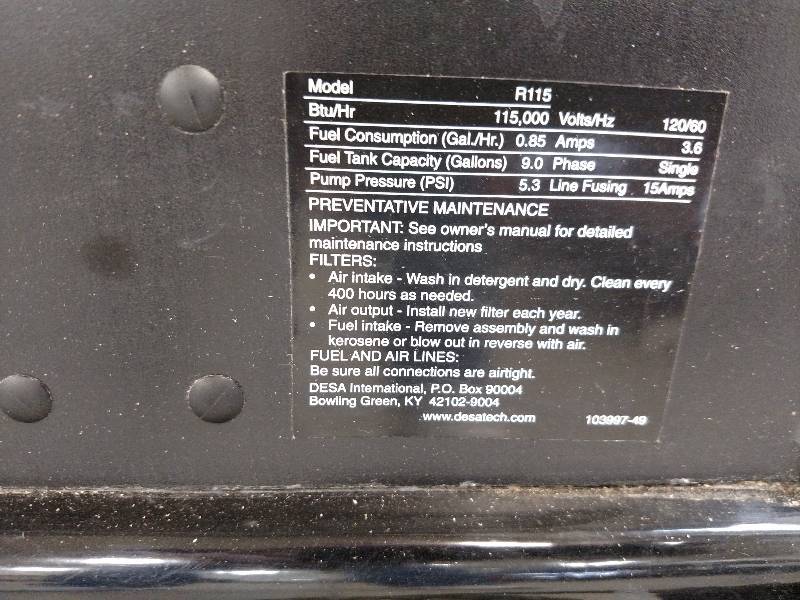 Model R115
Btu/Hr 115,000 Volts/Hz 120/60
Fuel Consumption (Gal./Hr.) 0.85 Amps 3.6
Fuel Tank Capacity (Gallons) 9.0 Phase Single
Pump Pressure (PSI) 5.3 Line Fusing 15Amps
PREVENTATIVE MAINTENANCE
IMPORTANT: See owner's manual for detailed
maintenance instructions
FILTERS:
• Air intake - Wash in detergent and dry. Clean every
400 hours as needed.
• Air output - Install new filter each year.
• Fuel intake - Remove assembly and wash in
kerosene or blow out in reverse with air.
FUEL AND AIR LINES:
Be sure all connections are airtight.
DESA International, P.O. Box 90004
Bowling Green, KY 42102-9004
www.desatech.com 103997-49